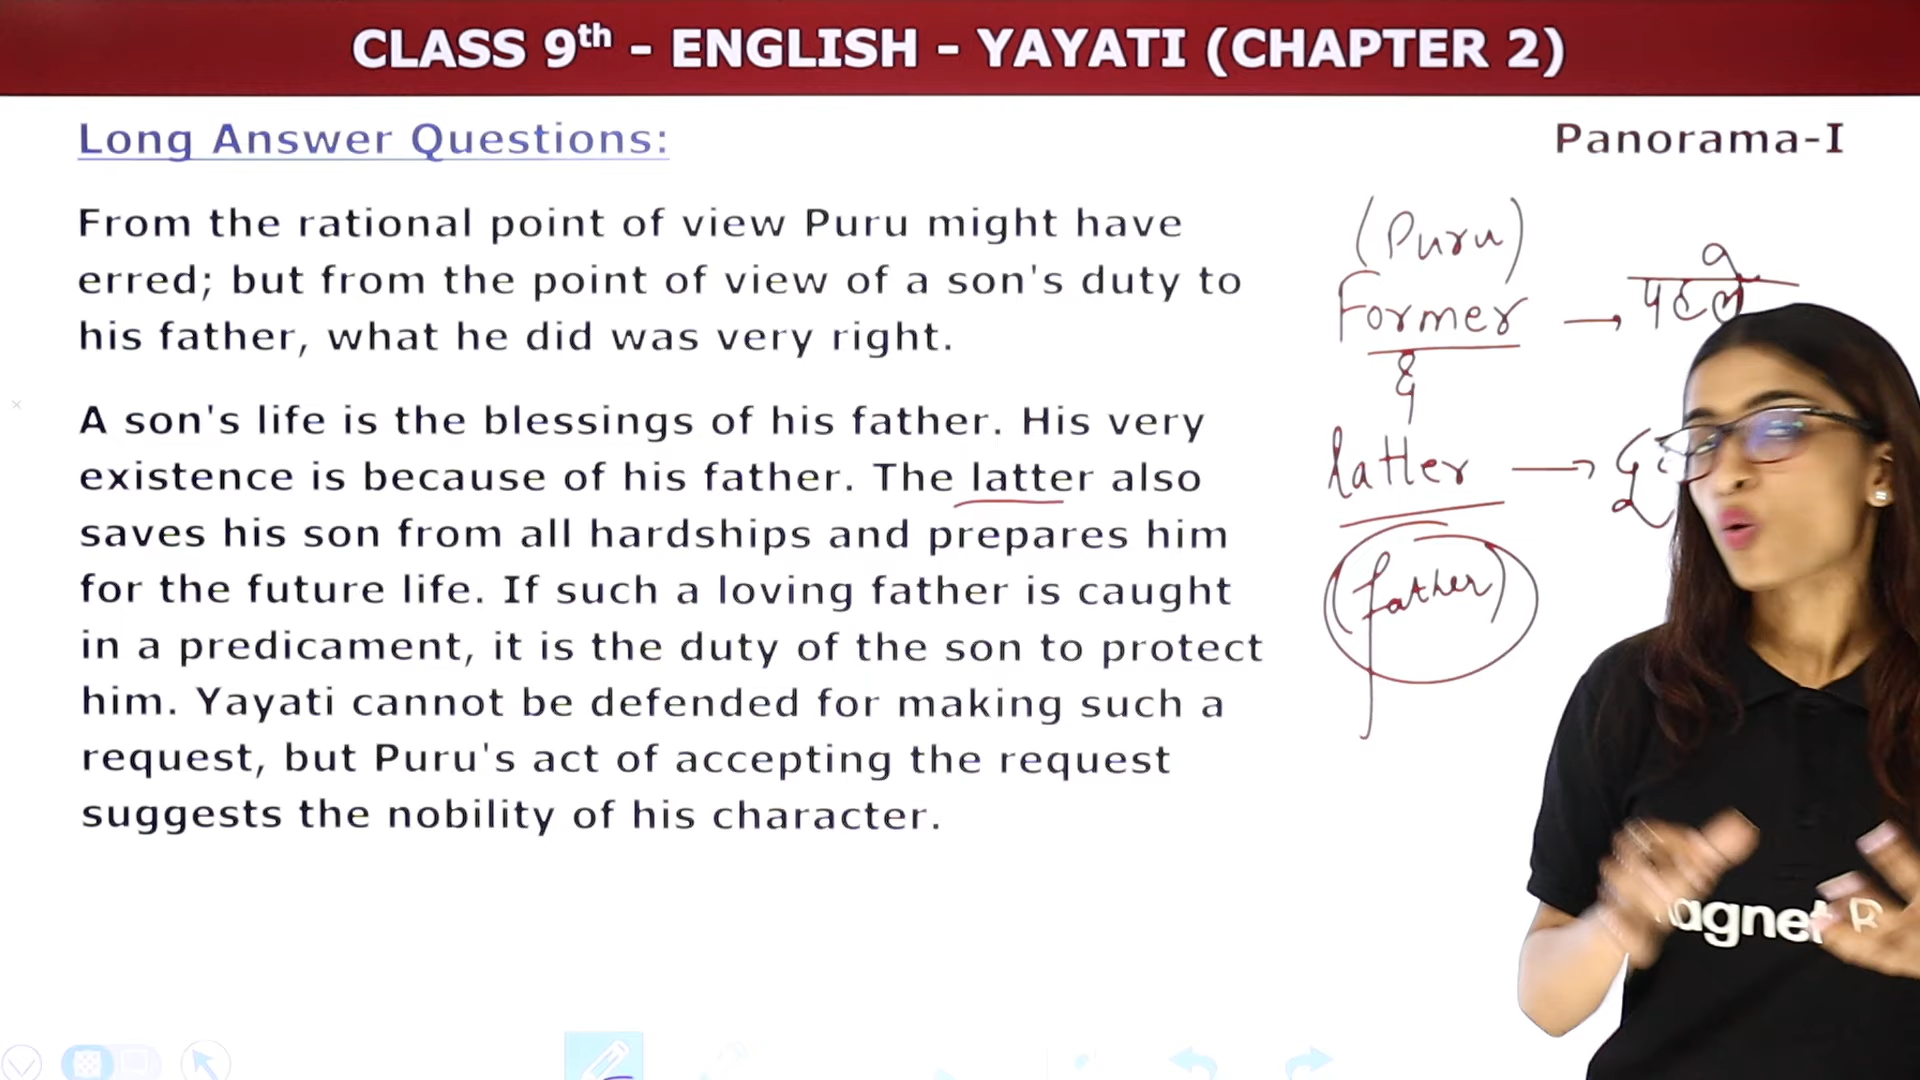 CLASS 9th - ENGLISH - YAYATI (CHAPTER 2)
Long Answer Questions:
Panorama-I
From the rational point of view Puru might have
erred; but from the point of view of a son's duty to
his father, what he did was very right.
A son's life is the blessings of his father. His very
existence is because of his father. The latter also
saves his son from all hardships and prepares him
for the future life. If such a loving father is caught
in a predicament, it is the duty of the son to protect
him. Yayati cannot be defended for making such a
request, but Puru's act of accepting the request
suggests the nobility of his character.
(Puru)
Former →
&
latter →
(father)
agnet B